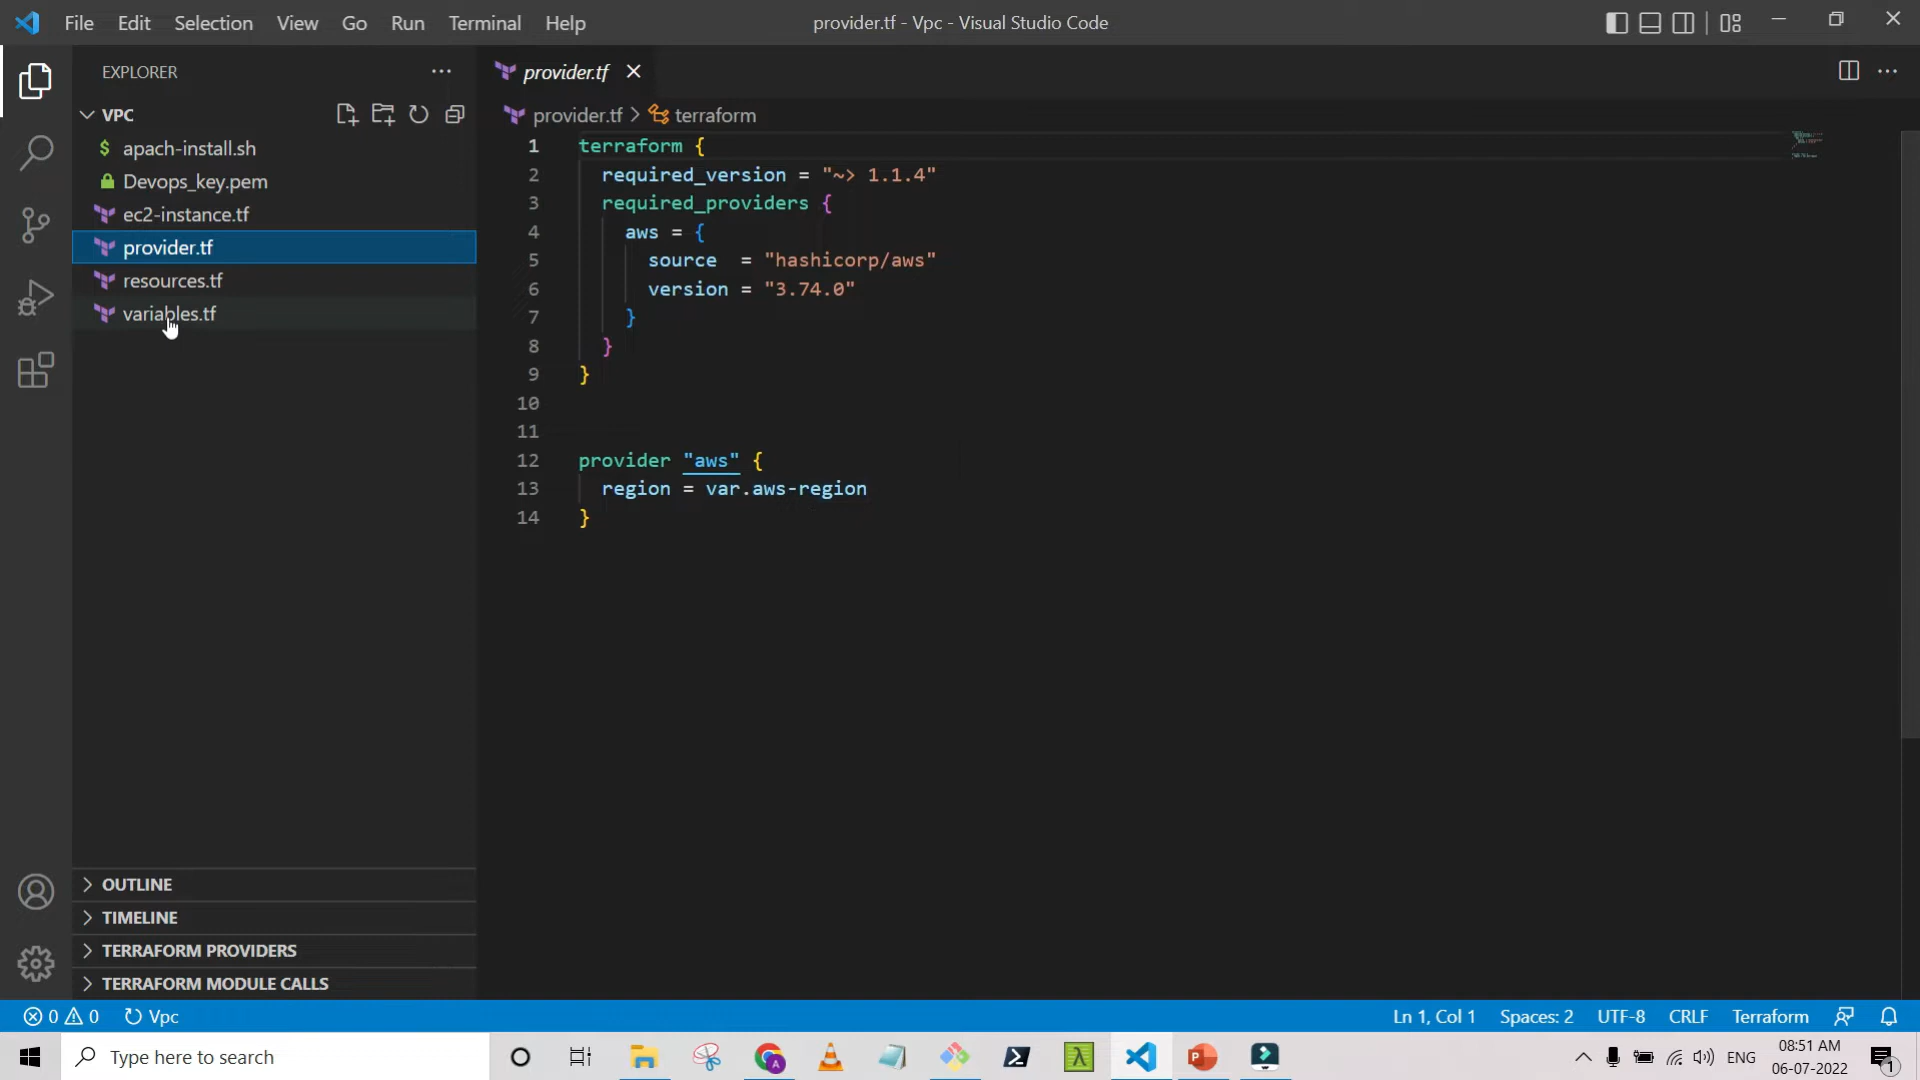 File Edit Selection View Go Run Terminal Help
provider.tf - Vpc - Visual Studio Code
EXPLORER
VPC
apach-install.sh
Devops_key.pem
ec2-instance.tf
provider.tf
resources.tf
variables.tf
OUTLINE
TIMELINE
TERRAFORM PROVIDERS
TERRAFORM MODULE CALLS
provider.tf
provider.tf > terraform
1 terraform {
2 required_version = "~> 1.1.4"
3 required_providers {
4 aws = {
5 source = "hashicorp/aws"
6 version = "3.74.0"
7 }
8 }
9 }
10
11
12 provider "aws" {
13 region = var.aws-region
14 }
0 0 Vpc
Ln 1, Col 1 Spaces: 2 UTF-8 CRLF Terraform
Type here to search
ENG
08:51 AM
06-07-2022
1